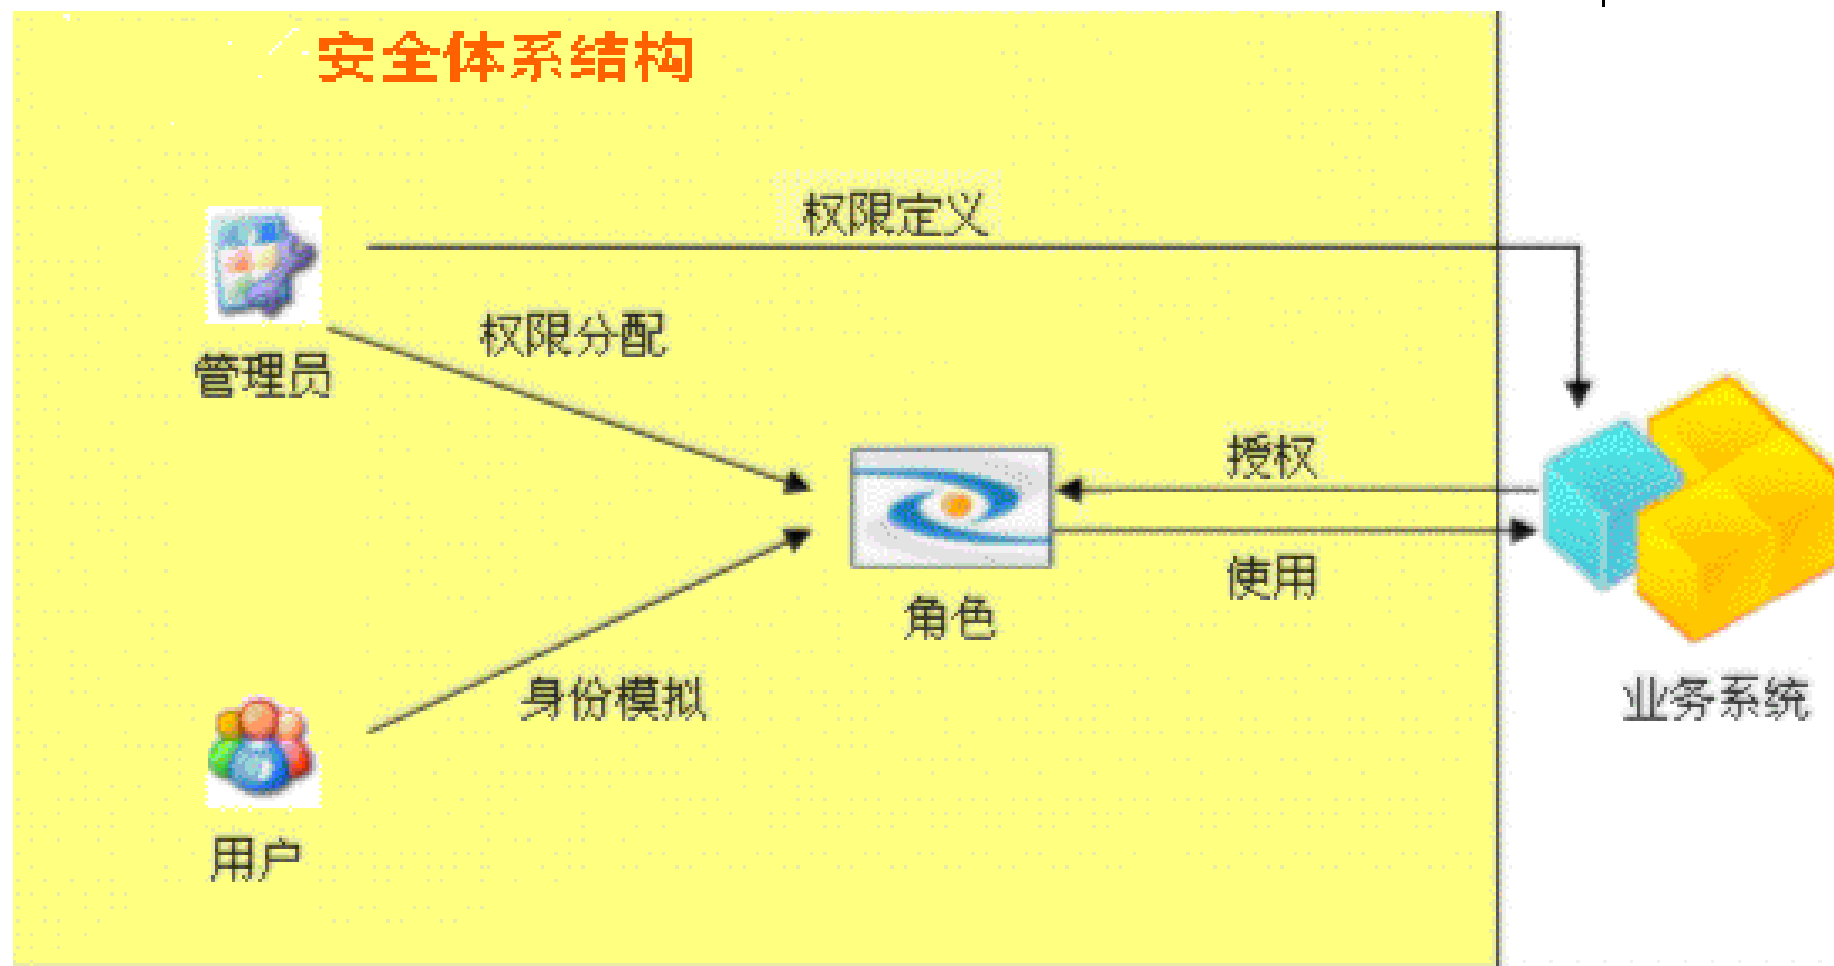 安全体系结构
权限定义
权限分配
管理员
授权
使用
角色
身份模拟
业务系统
用户